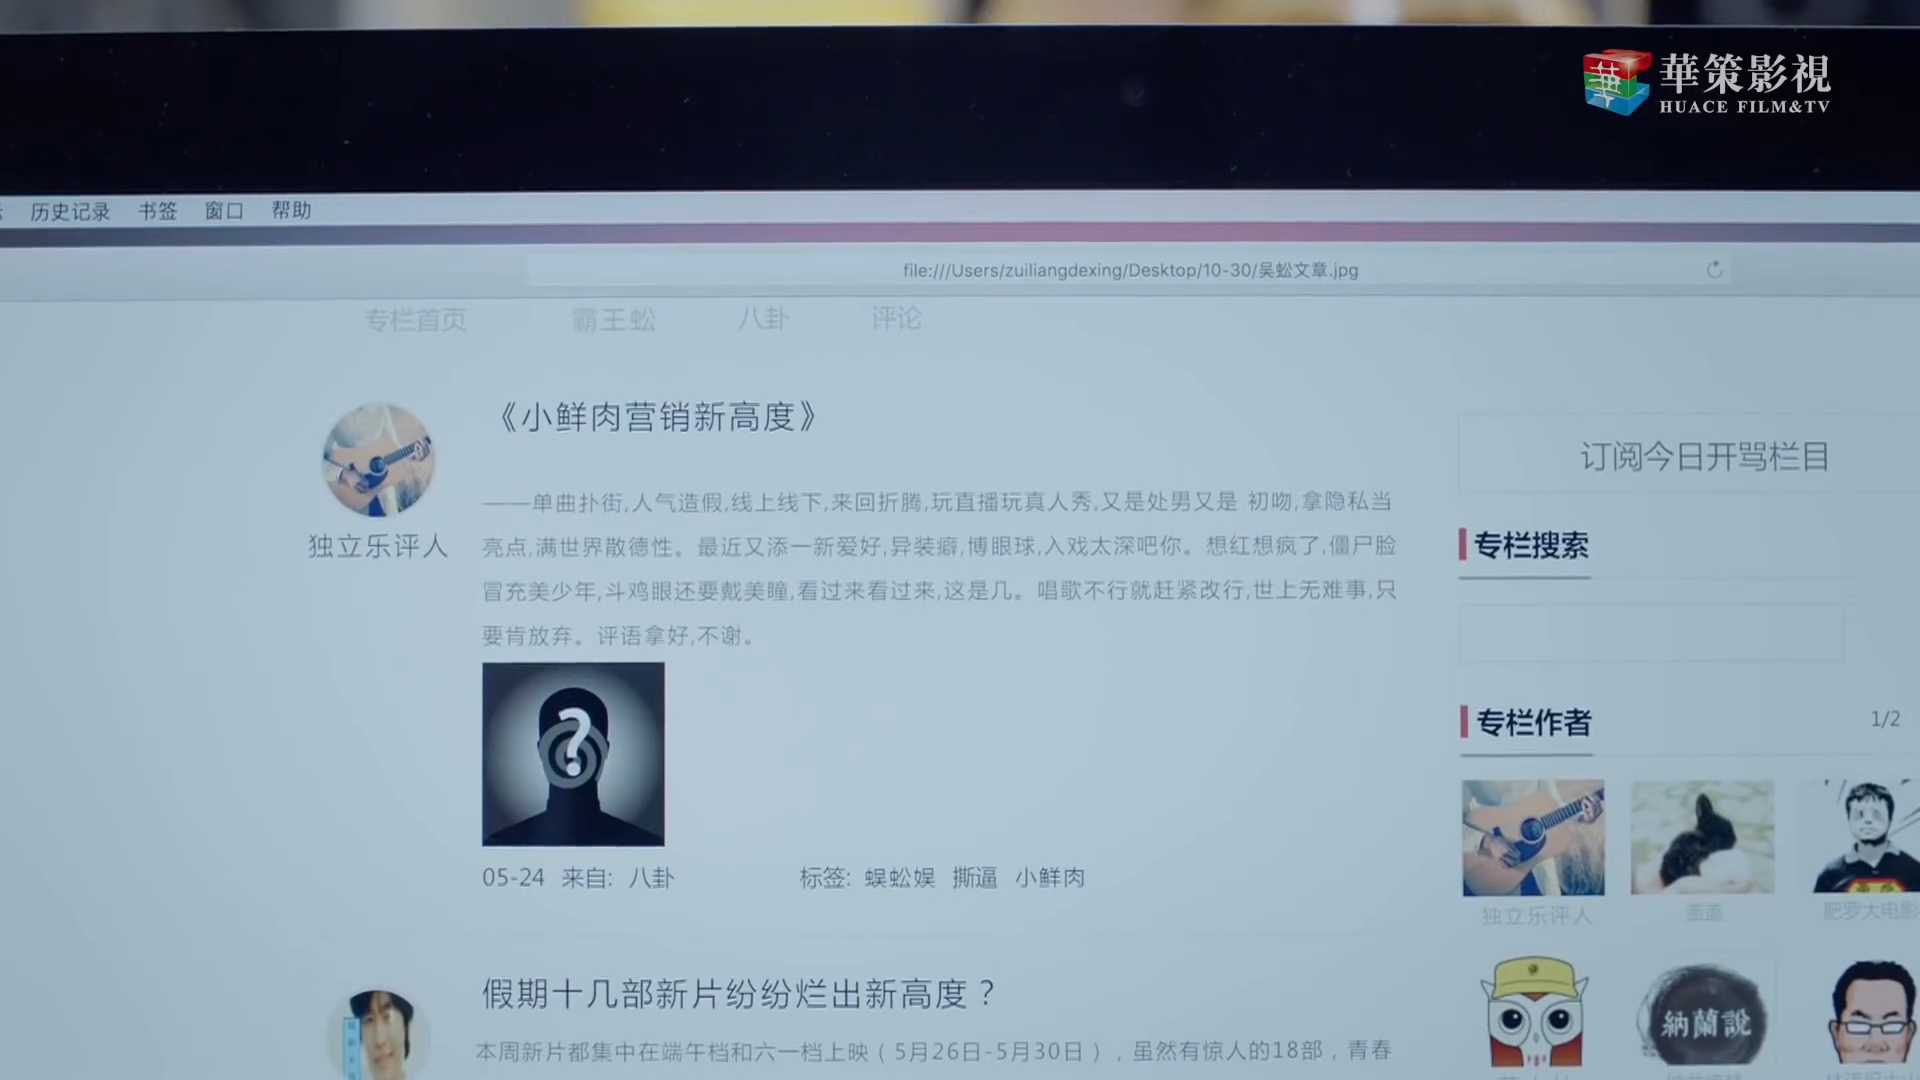 華策影視
HUACE FILM&TV
历史记录 书签 窗口 帮助
file:///Users/zuiliangdexing/Desktop/10-30/吴蚣文章.jpg
专栏首页 霸王蚣 八卦 评论
《小鲜肉营销新高度》
独立乐评人
——单曲扑街,人气造假,线上线下,来回折腾,玩直播玩真人秀,又是处男又是 初吻,拿隐私当
亮点,满世界散德性。最近又添一新爱好,异装癖,博眼球,入戏太深吧你。想红想疯了,僵尸脸
冒充美少年,斗鸡眼还要戴美瞳,看过来看过来,这是几。唱歌不行就赶紧改行,世上无难事,只
要肯放弃。评语拿好,不谢。
?
05-24 来自: 八卦 标签: 蜈蚣娱 撕逼 小鲜肉
假期十几部新片纷纷烂出新高度？
本周新片都集中在端午档和六一档上映（5月26日-5月30日），虽然有惊人的18部，青春
订阅今日开骂栏目
专栏搜索
专栏作者 1/2
独立乐评人 肥罗大电影
納蘭說